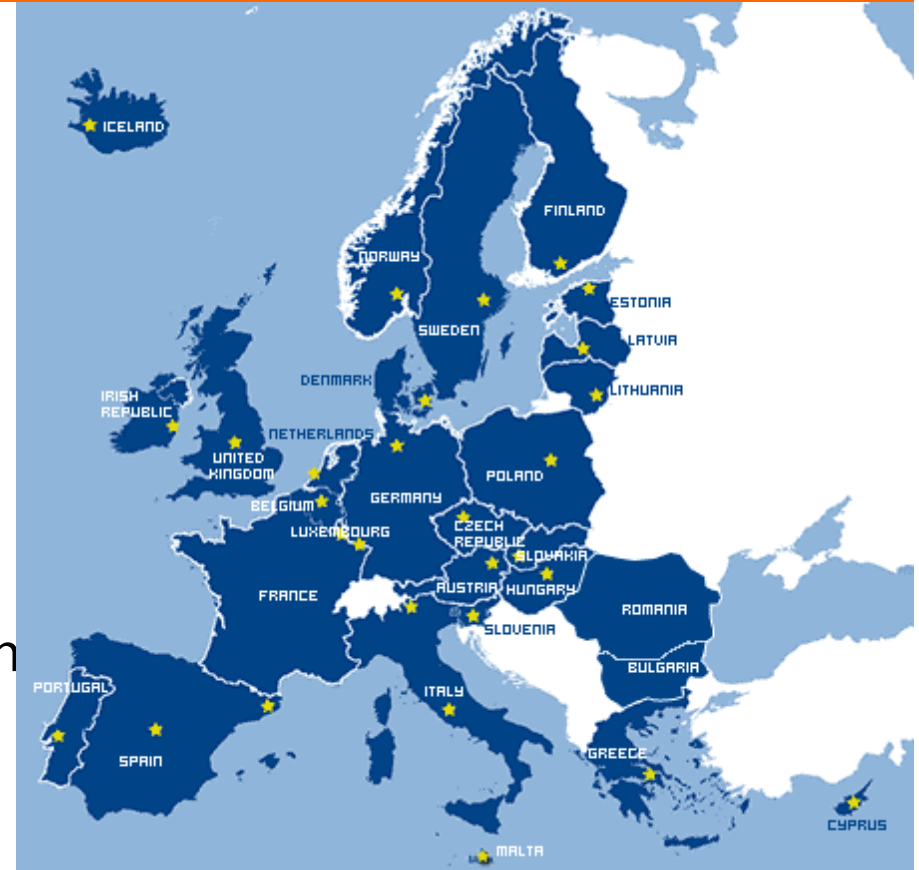 ICELAND
FINLAND
NORWAY
ESTONIA
SWEDEN
LATVIA
DENMARK
LITHUANIA
IRISH
REPUBLIC
NETHERLANDS
UNITED
KINGDOM
POLAND
GERMANY
BELGIUM
CZECH
REPUBLIC
LUXEMBOURG
SLOVAKIA
AUSTRIA
HUNGARY
FRANCE
ROMANIA
SLOVENIA
n
BULGARIA
PORTUGAL
ITALY
GREECE
SPAIN
CYPRUS
MALTA